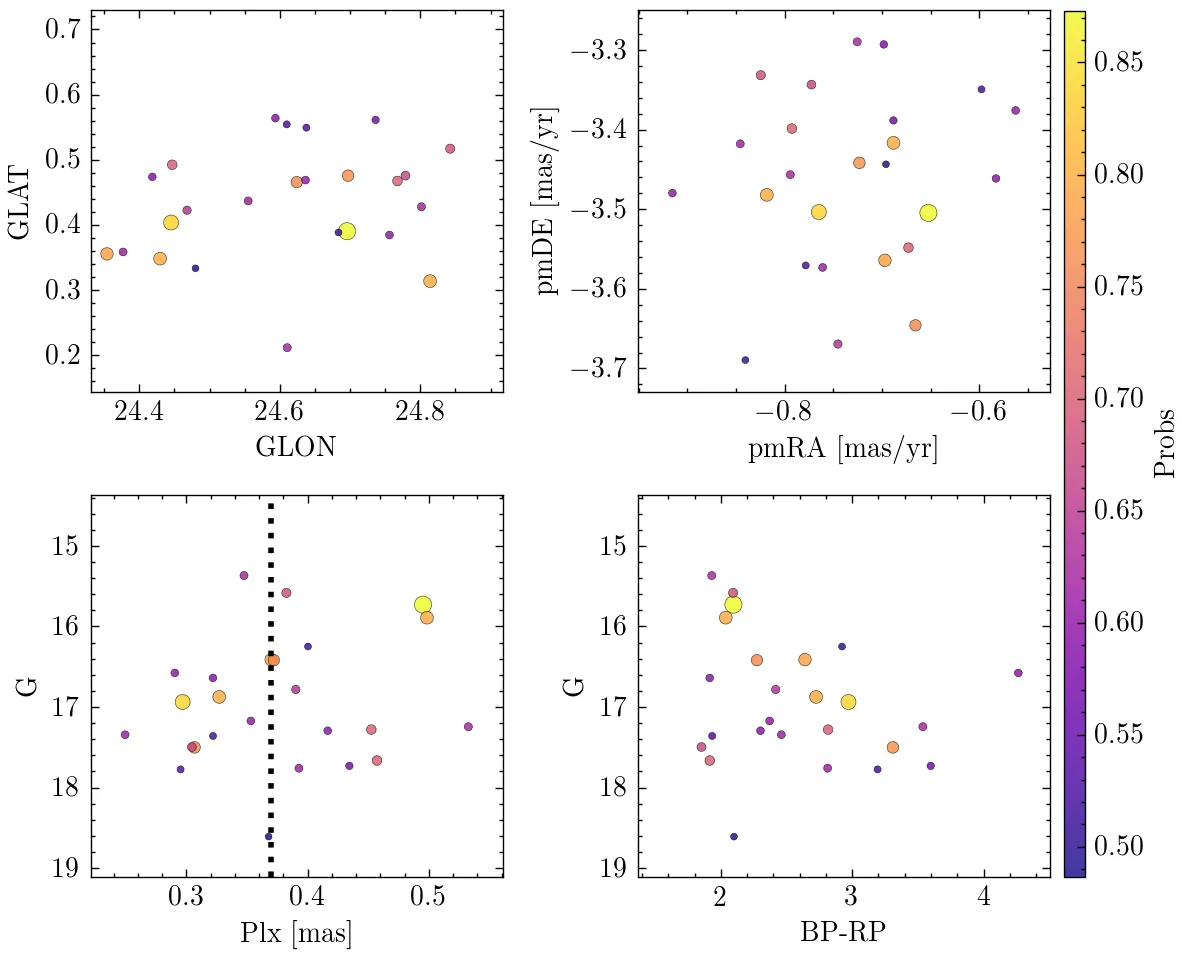 0.7
0.6
0.5
0.4
0.3
0.2
GLAT
24.4 24.6 24.8
GLON
−3.3
−3.4
−3.5
−3.6
−3.7
pmDE [mas/yr]
−0.8 −0.6
pmRA [mas/yr]
0.85
0.80
0.75
0.70
0.65
0.60
0.55
0.50
Probs
15
16
17
18
19
G
0.3 0.4 0.5
Plx [mas]
15
16
17
18
19
G
2 3 4
BP-RP